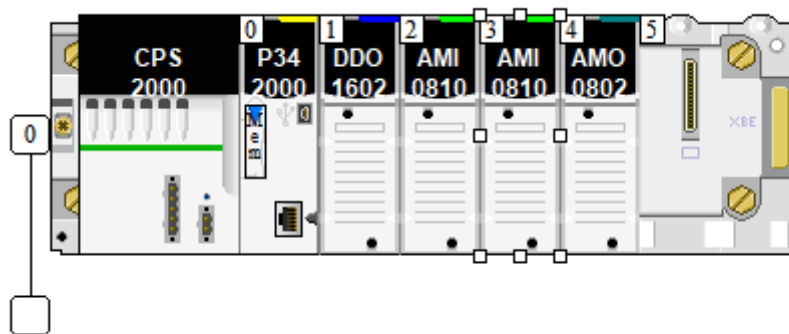 0 1 2 3 4 5
CPS P34 DDO AMI AMI AMO
2000 2000 1602 0810 0810 0802
Mem
XBE
0